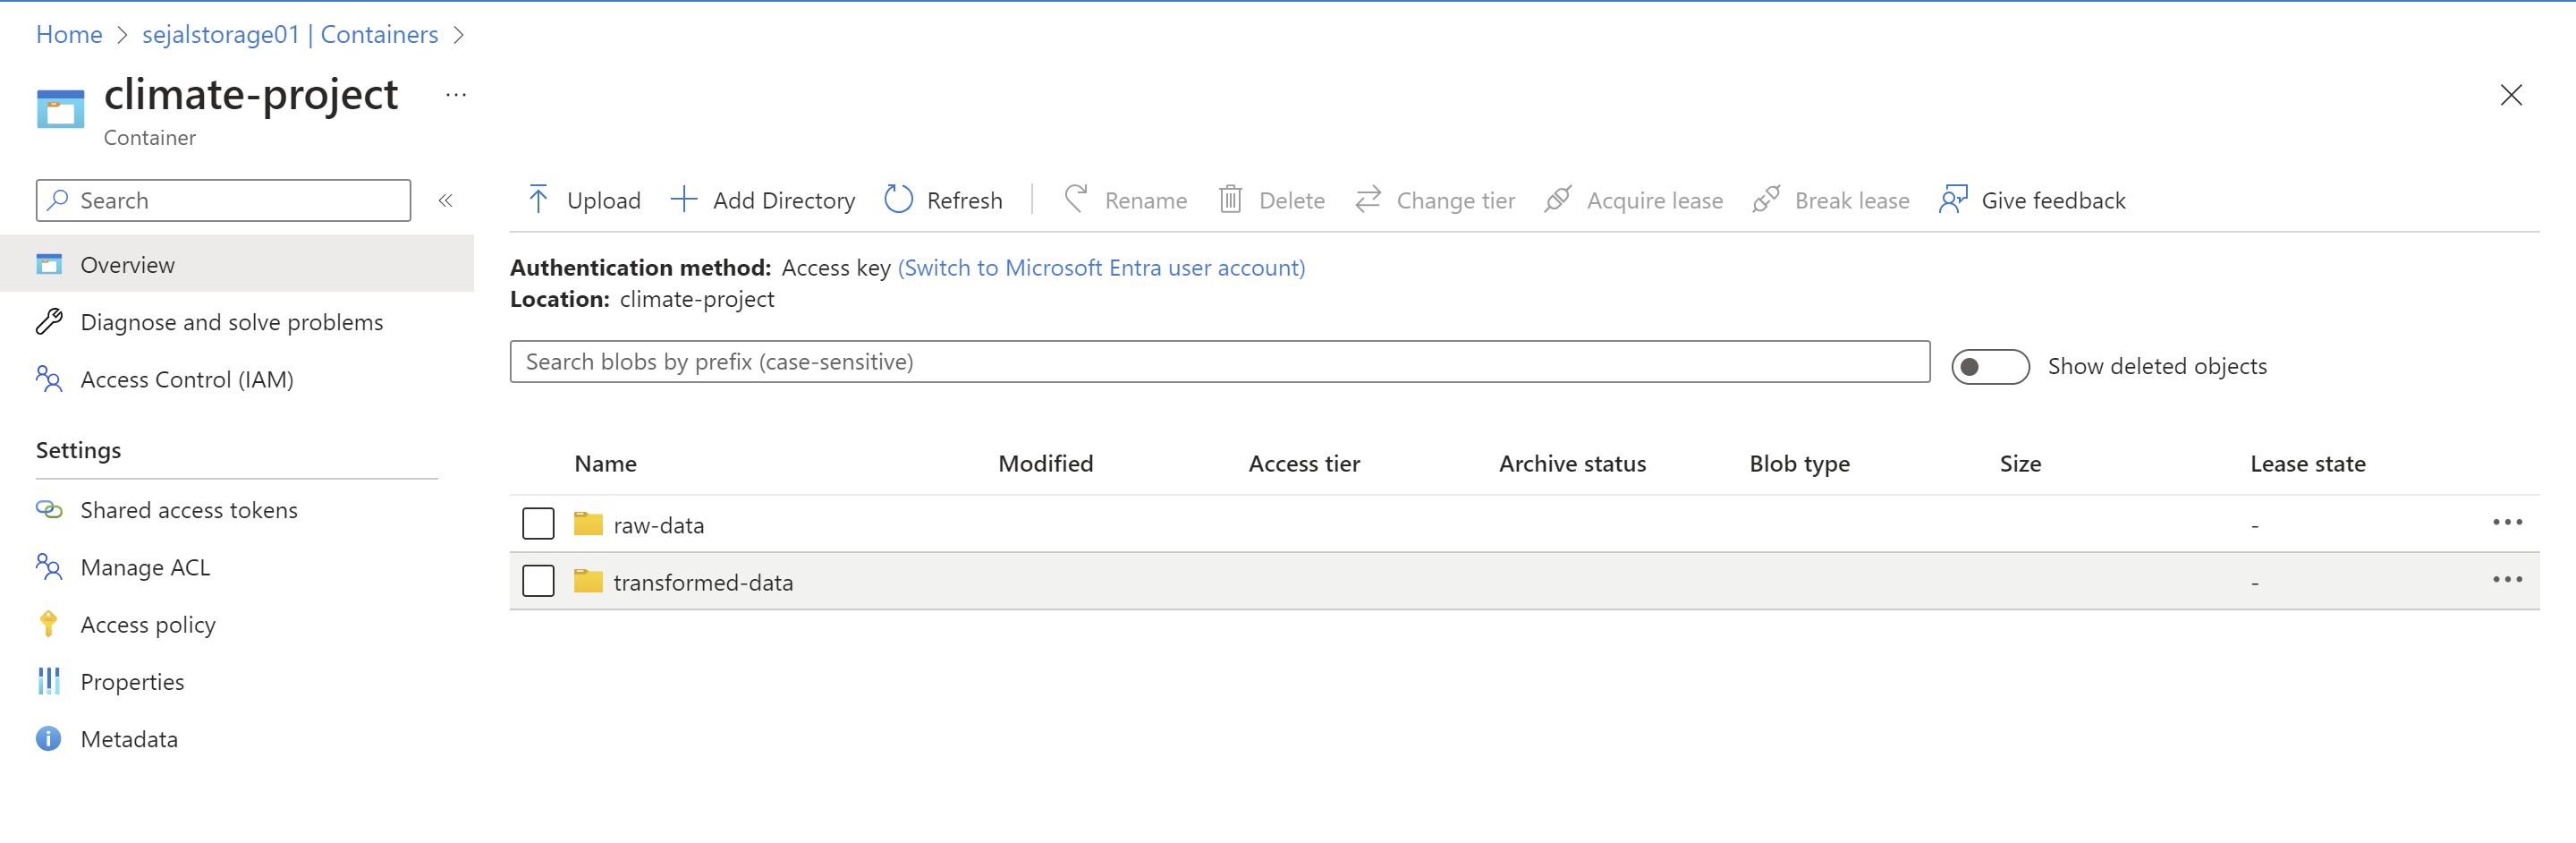 Home > sejalstorage01 | Containers >
climate-project ...
Container
Search
«
Overview
Diagnose and solve problems
Access Control (IAM)
Settings
Shared access tokens
Manage ACL
Access policy
Properties
Metadata
Upload Add Directory Refresh Rename Delete Change tier Acquire lease Break lease Give feedback
Authentication method: Access key (Switch to Microsoft Entra user account)
Location: climate-project
Search blobs by prefix (case-sensitive)
Show deleted objects
Name Modified Access tier Archive status Blob type Size Lease state
raw-data - ...
transformed-data - ...